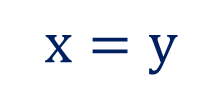 x = y